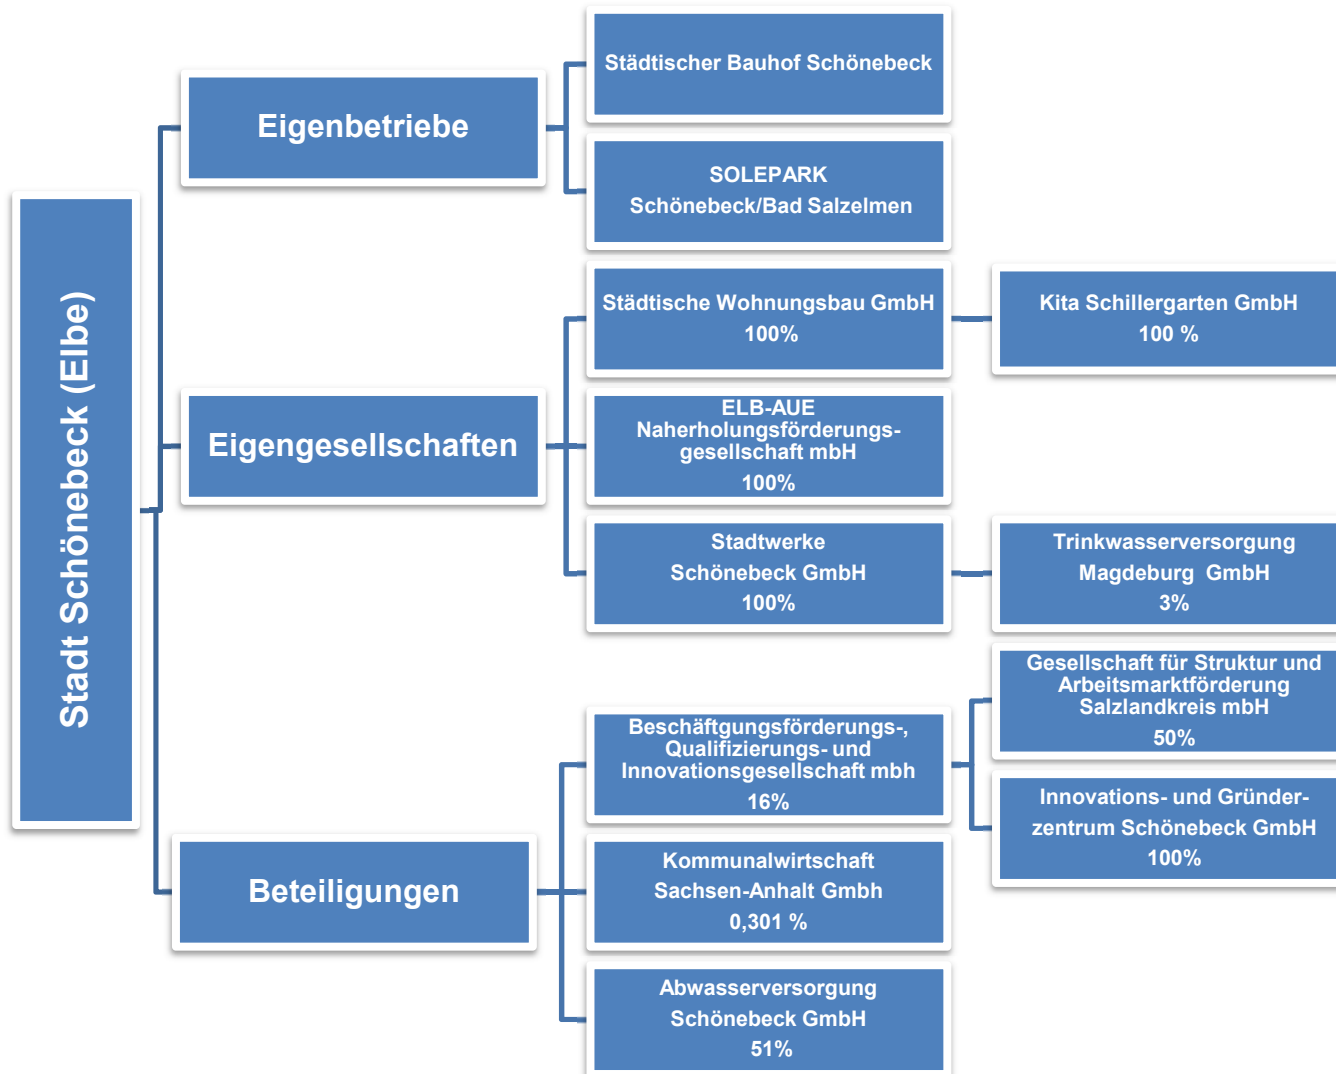 Stadt Schönebeck (Elbe)
Eigenbetriebe
Städtischer Bauhof Schönebeck
SOLEPARK
Schönebeck/Bad Salzelmen
Eigengesellschaften
Städtische Wohnungsbau GmbH
100%
Kita Schillergarten GmbH
100 %
ELB-AUE
Naherholungsförderungs-
gesellschaft mbH
100%
Stadtwerke
Schönebeck GmbH
100%
Trinkwasserversorgung
Magdeburg  GmbH
3%
Beteiligungen
Beschäftgungsförderungs-,
Qualifizierungs- und
Innovationsgesellschaft mbh
16%
Gesellschaft für Struktur und
Arbeitsmarktförderung
Salzlandkreis mbH
50%
Innovations- und Gründer-
zentrum Schönebeck GmbH
100%
Kommunalwirtschaft
Sachsen-Anhalt Gmbh
0,301 %
Abwasserversorgung
Schönebeck GmbH
51%